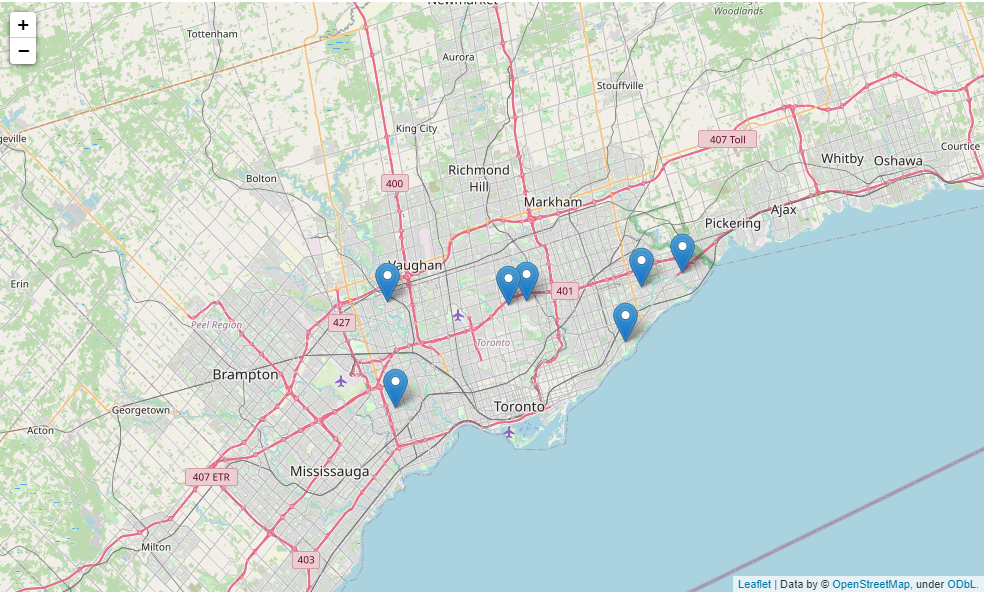 Newmarket
Woodlands
+
−
Tottenham
Aurora
Stouffville
King City
407 Toll
geville
Courtice
Whitby
Oshawa
Richmond
Hill
Bolton
400
Markham
Ajax
Pickering
Vaughan
Erin
401
427
Peel Region
Toronto
Brampton
Toronto
Georgetown
Acton
Mississauga
407 ETR
Milton
403
Leaflet | Data by © OpenStreetMap, under ODbL.